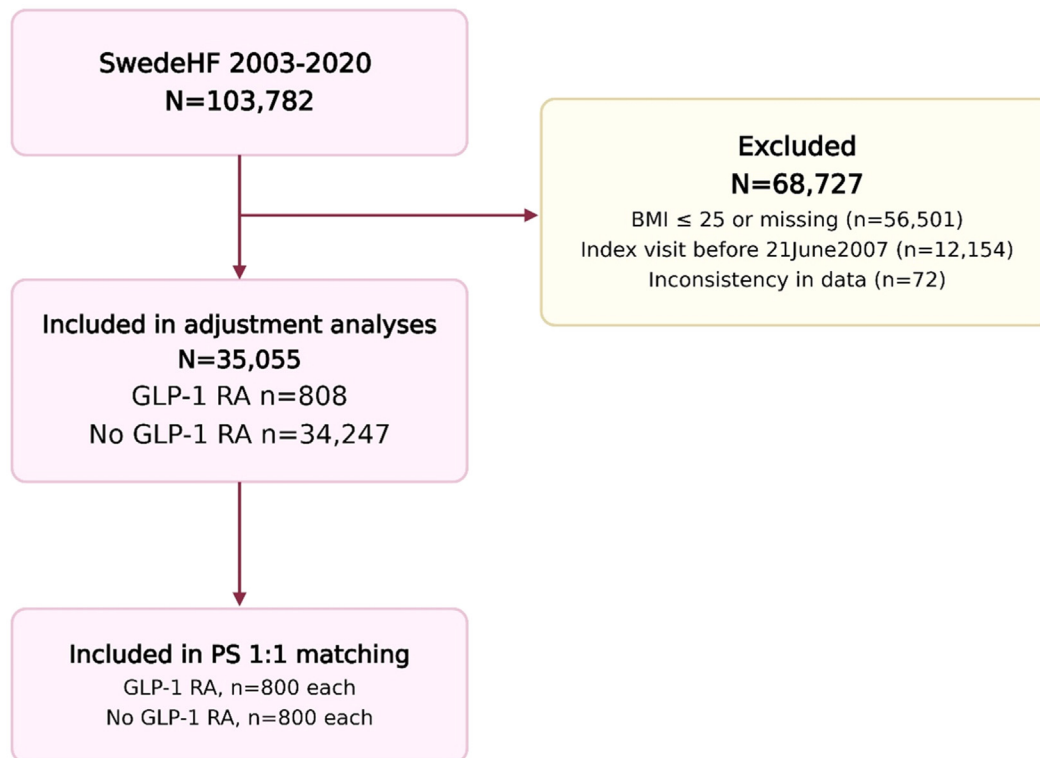 SwedeHF 2003-2020
N=103,782
Excluded
N=68,727
BMI ≤ 25 or missing (n=56,501)
Index visit before 21June2007 (n=12,154)
Inconsistency in data (n=72)
Included in adjustment analyses
N=35,055
GLP-1 RA n=808
No GLP-1 RA n=34,247
Included in PS 1:1 matching
GLP-1 RA, n=800 each
No GLP-1 RA, n=800 each